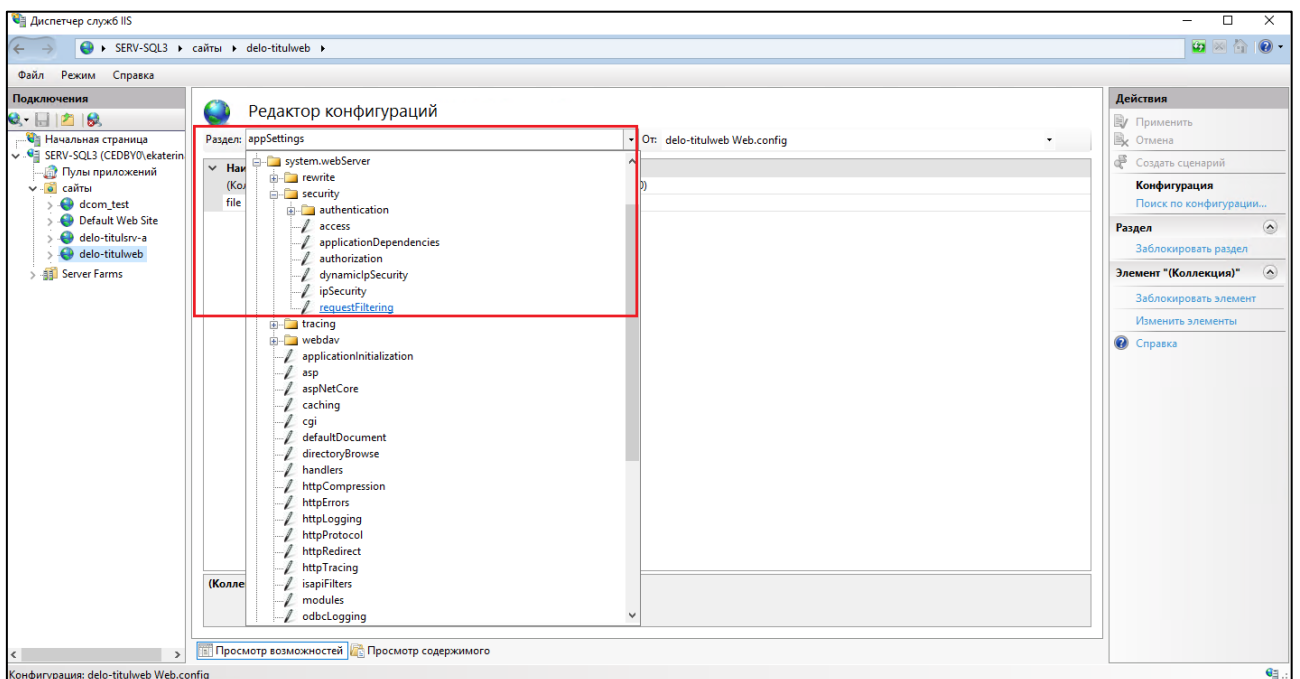 Диспетчер служб IIS
SERV-SQL3 сайты delo-titulweb
Файл Режим Справка
Подключения
Начальная страница
SERV-SQL3 (CEDBY0\ekaterin
Пулы приложений
сайты
dcom_test
Default Web Site
delo-titulsrv-a
delo-titulweb
Server Farms
Редактор конфигураций
Раздел: appSettings От: delo-titulweb Web.config
Наи
(Кол
file
system.webServer
rewrite
security
authentication
access
applicationDependencies
authorization
dynamicIpSecurity
ipSecurity
requestFiltering
tracing
webdav
applicationInitialization
asp
aspNetCore
caching
cgi
defaultDocument
directoryBrowse
handlers
httpCompression
httpErrors
httpLogging
httpProtocol
httpRedirect
httpTracing
isapiFilters
modules
odbcLogging
(Колле
Просмотр возможностей Просмотр содержимого
Действия
Применить
Отмена
Создать сценарий
Конфигурация
Поиск по конфигурации...
Раздел
Заблокировать раздел
Элемент "(Коллекция)"
Заблокировать элемент
Изменить элементы
Справка
Конфигурация: delo-titulweb Web.config